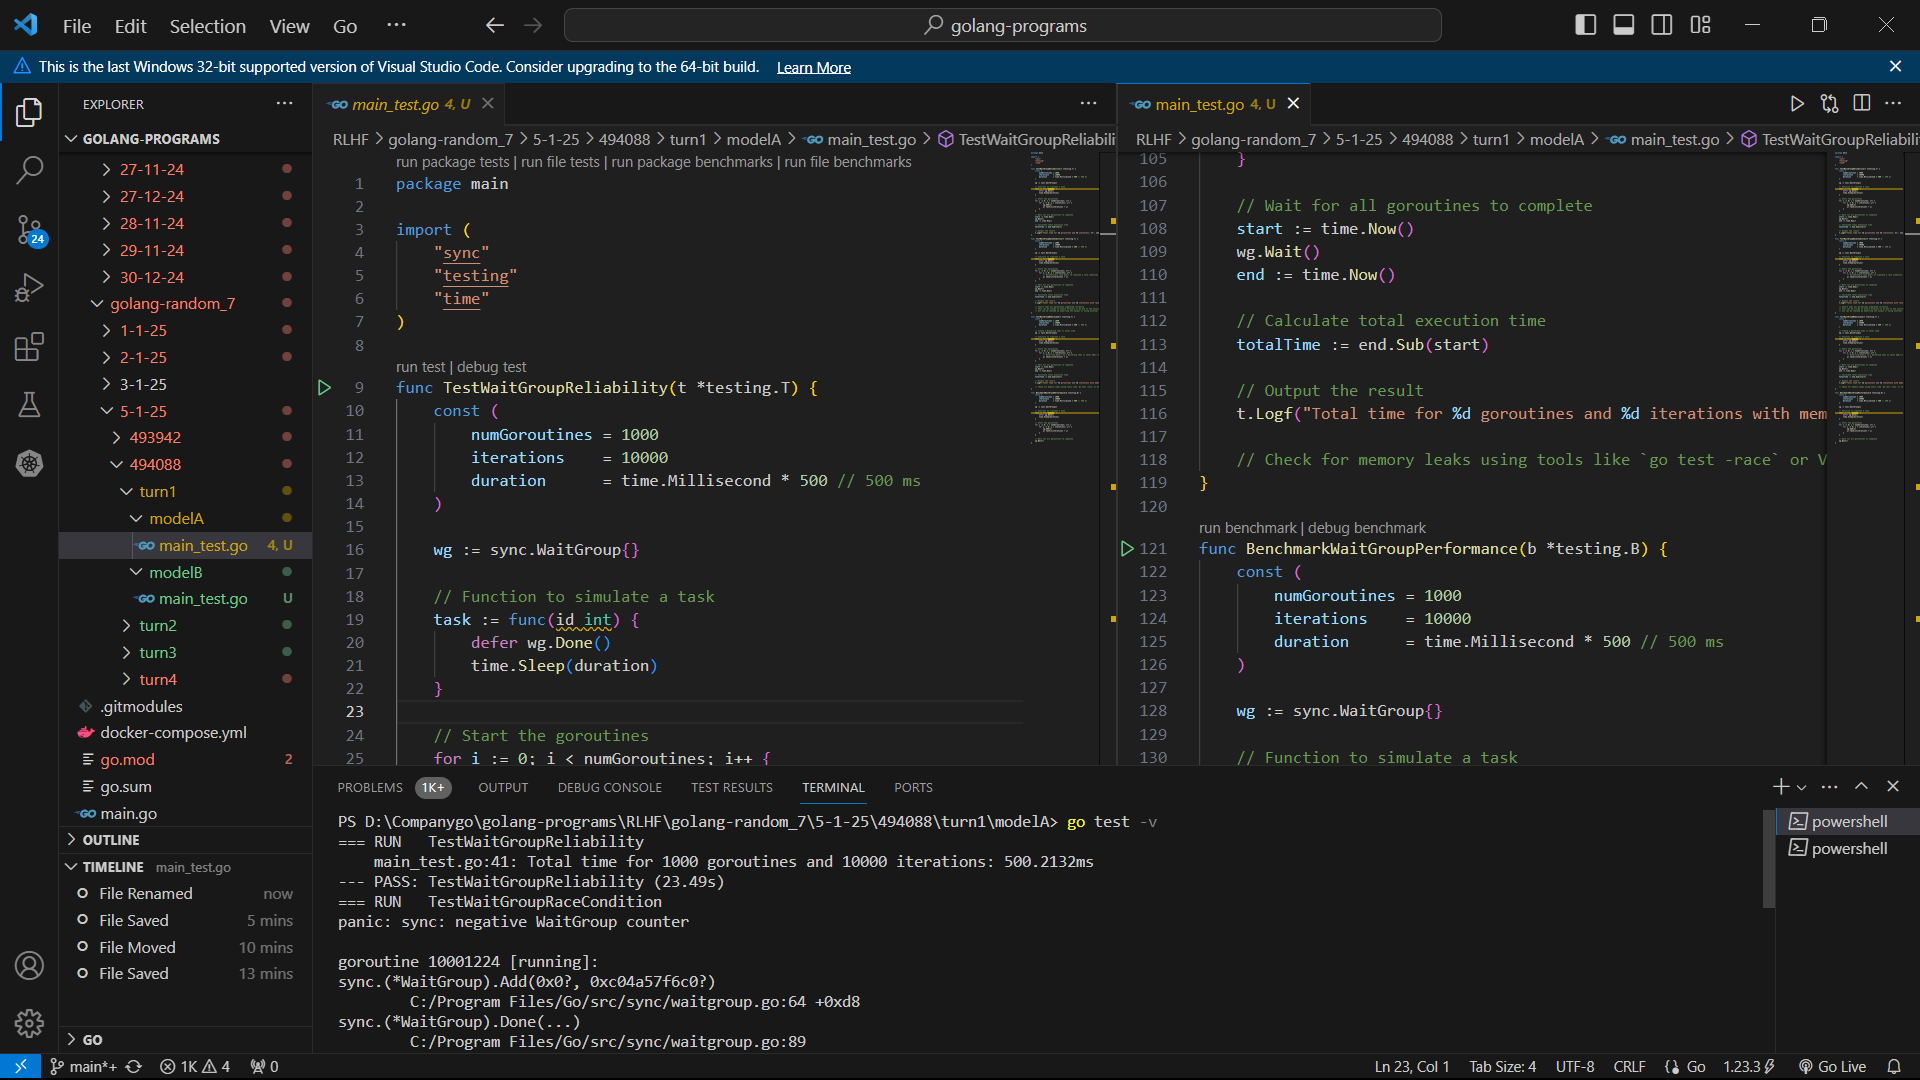 File Edit Selection View Go ··· golang-programs
This is the last Windows 32-bit supported version of Visual Studio Code. Consider upgrading to the 64-bit build. Learn More
EXPLORER
GOLANG-PROGRAMS
27-11-24
27-12-24
28-11-24
29-11-24
30-12-24
golang-random_7
1-1-25
2-1-25
3-1-25
5-1-25
493942
494088
turn1
modelA
main_test.go 4, U
modelB
main_test.go U
turn2
turn3
turn4
.gitmodules
docker-compose.yml
go.mod 2
go.sum
main.go
OUTLINE
TIMELINE main_test.go
File Renamed now
File Saved 5 mins
File Moved 10 mins
File Saved 13 mins
GO
24
main_test.go 4, U
RLHF > golang-random_7 > 5-1-25 > 494088 > turn1 > modelA > main_test.go > TestWaitGroupReliabili
run package tests | run file tests | run package benchmarks | run file benchmarks
1 package main
2
3 import (
4 "sync"
5 "testing"
6 "time"
7 )
8
run test | debug test
9 func TestWaitGroupReliability(t *testing.T) {
10 const (
11 numGoroutines = 1000
12 iterations = 10000
13 duration = time.Millisecond * 500 // 500 ms
14 )
15
16 wg := sync.WaitGroup{}
17
18 // Function to simulate a task
19 task := func(id int) {
20 defer wg.Done()
21 time.Sleep(duration)
22 }
23
24 // Start the goroutines
25 for i := 0; i < numGoroutines; i++ {
main_test.go 4, U
RLHF > golang-random_7 > 5-1-25 > 494088 > turn1 > modelA > main_test.go > TestWaitGroupReliabilit
105 }
106
107 // Wait for all goroutines to complete
108 start := time.Now()
109 wg.Wait()
110 end := time.Now()
111
112 // Calculate total execution time
113 totalTime := end.Sub(start)
114
115 // Output the result
116 t.Logf("Total time for %d goroutines and %d iterations with mem
117
118 // Check for memory leaks using tools like `go test -race` or V
119 }
120
run benchmark | debug benchmark
121 func BenchmarkWaitGroupPerformance(b *testing.B) {
122 const (
123 numGoroutines = 1000
124 iterations = 10000
125 duration = time.Millisecond * 500 // 500 ms
126 )
127
128 wg := sync.WaitGroup{}
129
130 // Function to simulate a task
PROBLEMS 1K+ OUTPUT DEBUG CONSOLE TEST RESULTS TERMINAL PORTS
PS D:\Companygo\golang-programs\RLHF\golang-random_7\5-1-25\494088\turn1\modelA> go test -v
=== RUN   TestWaitGroupReliability
main_test.go:41: Total time for 1000 goroutines and 10000 iterations: 500.2132ms
--- PASS: TestWaitGroupReliability (23.49s)
=== RUN   TestWaitGroupRaceCondition
panic: sync: negative WaitGroup counter
goroutine 10001224 [running]:
sync.(*WaitGroup).Add(0x0?, 0xc04a57f6c0?)
C:/Program Files/Go/src/sync/waitgroup.go:64 +0xd8
sync.(*WaitGroup).Done(...)
C:/Program Files/Go/src/sync/waitgroup.go:89
powershell
powershell
main*+ 1K 4 0 Ln 23, Col 1 Tab Size: 4 UTF-8 CRLF Go 1.23.3 Go Live